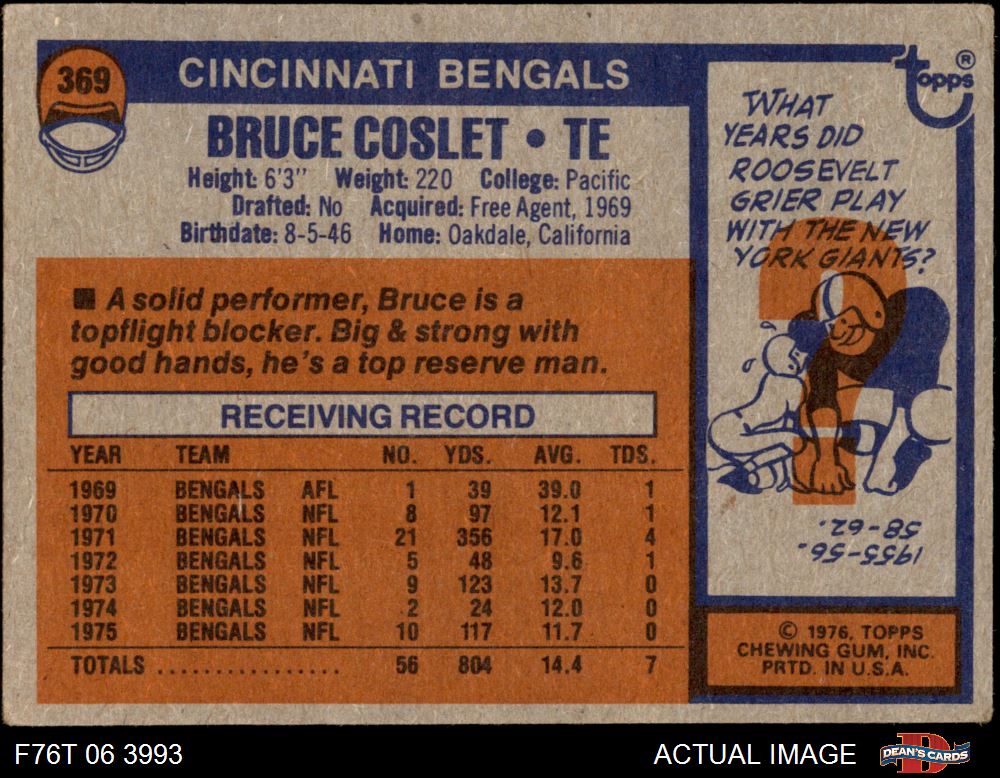 369
CINCINNATI BENGALS
BRUCE COSLET • TE
Height: 6'3" Weight: 220 College: Pacific
Drafted: No Acquired: Free Agent, 1969
Birthdate: 8-5-46 Home: Oakdale, California
■ A solid performer, Bruce is a
topflight blocker. Big & strong with
good hands, he's a top reserve man.
RECEIVING RECORD
YEAR TEAM NO. YDS. AVG. TDS.
1969 BENGALS AFL 1 39 39.0 1
1970 BENGALS NFL 8 97 12.1 1
1971 BENGALS NFL 21 356 17.0 4
1972 BENGALS NFL 5 48 9.6 1
1973 BENGALS NFL 9 123 13.7 0
1974 BENGALS NFL 2 24 12.0 0
1975 BENGALS NFL 10 117 11.7 0
TOTALS ................ 56 804 14.4 7
Topps ®
WHAT
YEARS DID
ROOSEVELT
GRIER PLAY
WITH THE NEW
YORK GIANTS?
?
1955-56.
58-62.
© 1976, TOPPS
CHEWING GUM, INC.
PRTD. IN U.S.A.
F76T 06 3993
ACTUAL IMAGE
DEAN'S CARDS